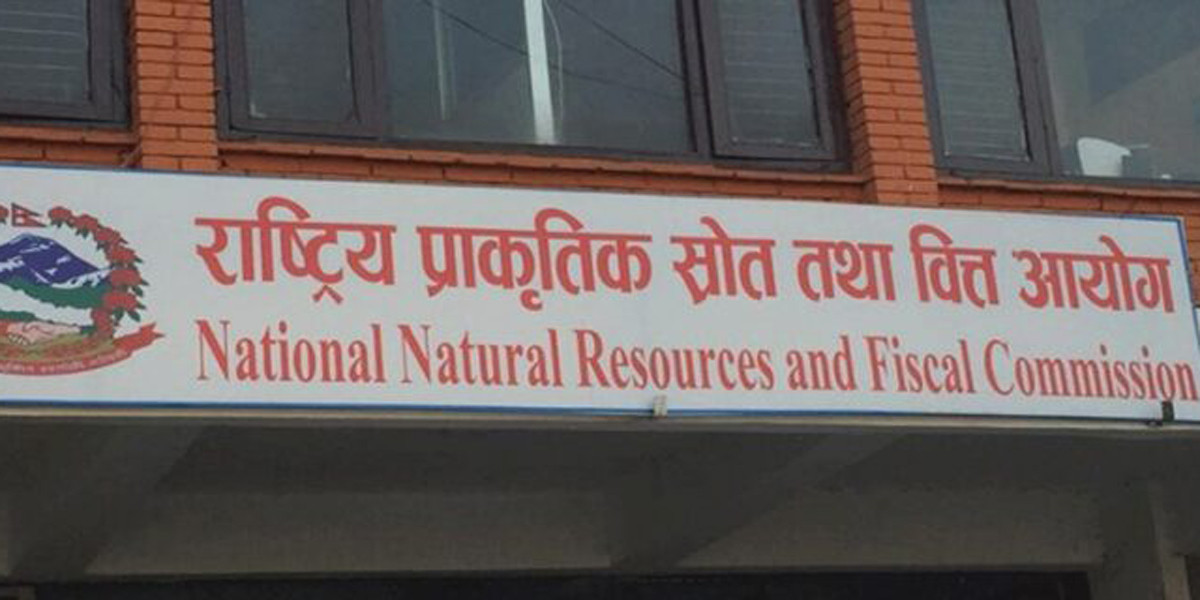 राष्ट्रिय प्राकृतिक स्रोत तथा वित्त आयोग
National Natural Resources and Fiscal Commission